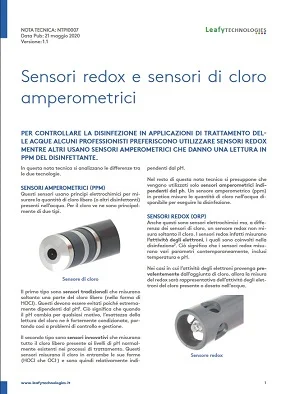 NOTA TECNICA: NTPI0007
Data Pub: 21 maggio 2020
Versione: 1.1
LeafyTECHNOLOGIES
Sensori redox e sensori di cloro
amperometrici
PER CONTROLLARE LA DISINFEZIONE IN APPLICAZIONI DI TRATTAMENTO DEL-
LE ACQUE ALCUNI PROFESSIONISTI PREFERISCONO UTILIZZARE SENSORI REDOX
MENTRE ALTRI USANO SENSORI AMPEROMETRICI CHE DANNO UNA LETTURA IN
PPM DEL DISINFETTANTE.
In questa nota tecnica si analizzano le differenze tra
le due tecnologie.
SENSORI AMPEROMETRICI (PPM)
Questi sensori usano principi elettrochimici per mi-
surare la quantità di cloro libero (o altri disinfettanti)
presenti nell'acqua. Per il cloro ve ne sono principal-
mente di due tipi.
Sensore di cloro
Il primo tipo sono sensori tradizionali che misurano
soltanto una parte del cloro libero (nella forma di
HOCl). Questi devono essere evitati poiché estrema-
mente dipendenti dal pH. Ciò significa che quando
il pH cambia per qualsiasi motivo, l'esattezza della
lettura del cloro ne è fortemente condizionata, por-
tando così a problemi di controllo e gestione.
Il secondo tipo sono sensori innovativi che misurano
tutto il cloro libero presente ai livelli di pH normal-
mente esistenti nei processi di trattamento. Questi
sensori misurano il cloro in entrambe le sue forme
(HOCl che OCl-) e sono quindi relativamente indi-
pendenti dal pH.
Nel resto di questa nota tecnica si presuppone che
vengano utilizzati solo sensori amperometrici indi-
pendenti dal pH. Un sensore amperometrico (ppm)
in pratica misura la quantità di cloro nell'acqua di-
sponibile per eseguire la disinfezione.
SENSORI REDOX (ORP)
Anche questi sono sensori elettrochimici ma, a diffe-
renza dei sensori di cloro, un sensore redox non mi-
sura soltanto il cloro. I sensori redox infatti misurano
l'attività degli elettroni, i quali sono coinvolti nella
disinfezione. Ciò significa che i sensori redox misu-
rano vari parametri contemporaneamente, inclusi
temperatura e pH.
Nei casi in cui l'attività degli elettroni provenga pre-
valentemente dall'aggiunta di cloro, allora la misura
del redox sarà rappresentativa dell'attività degli elet-
troni del cloro presente o dosato nell'acqua.
Sensore redox
www.leafytechnologies.it
1